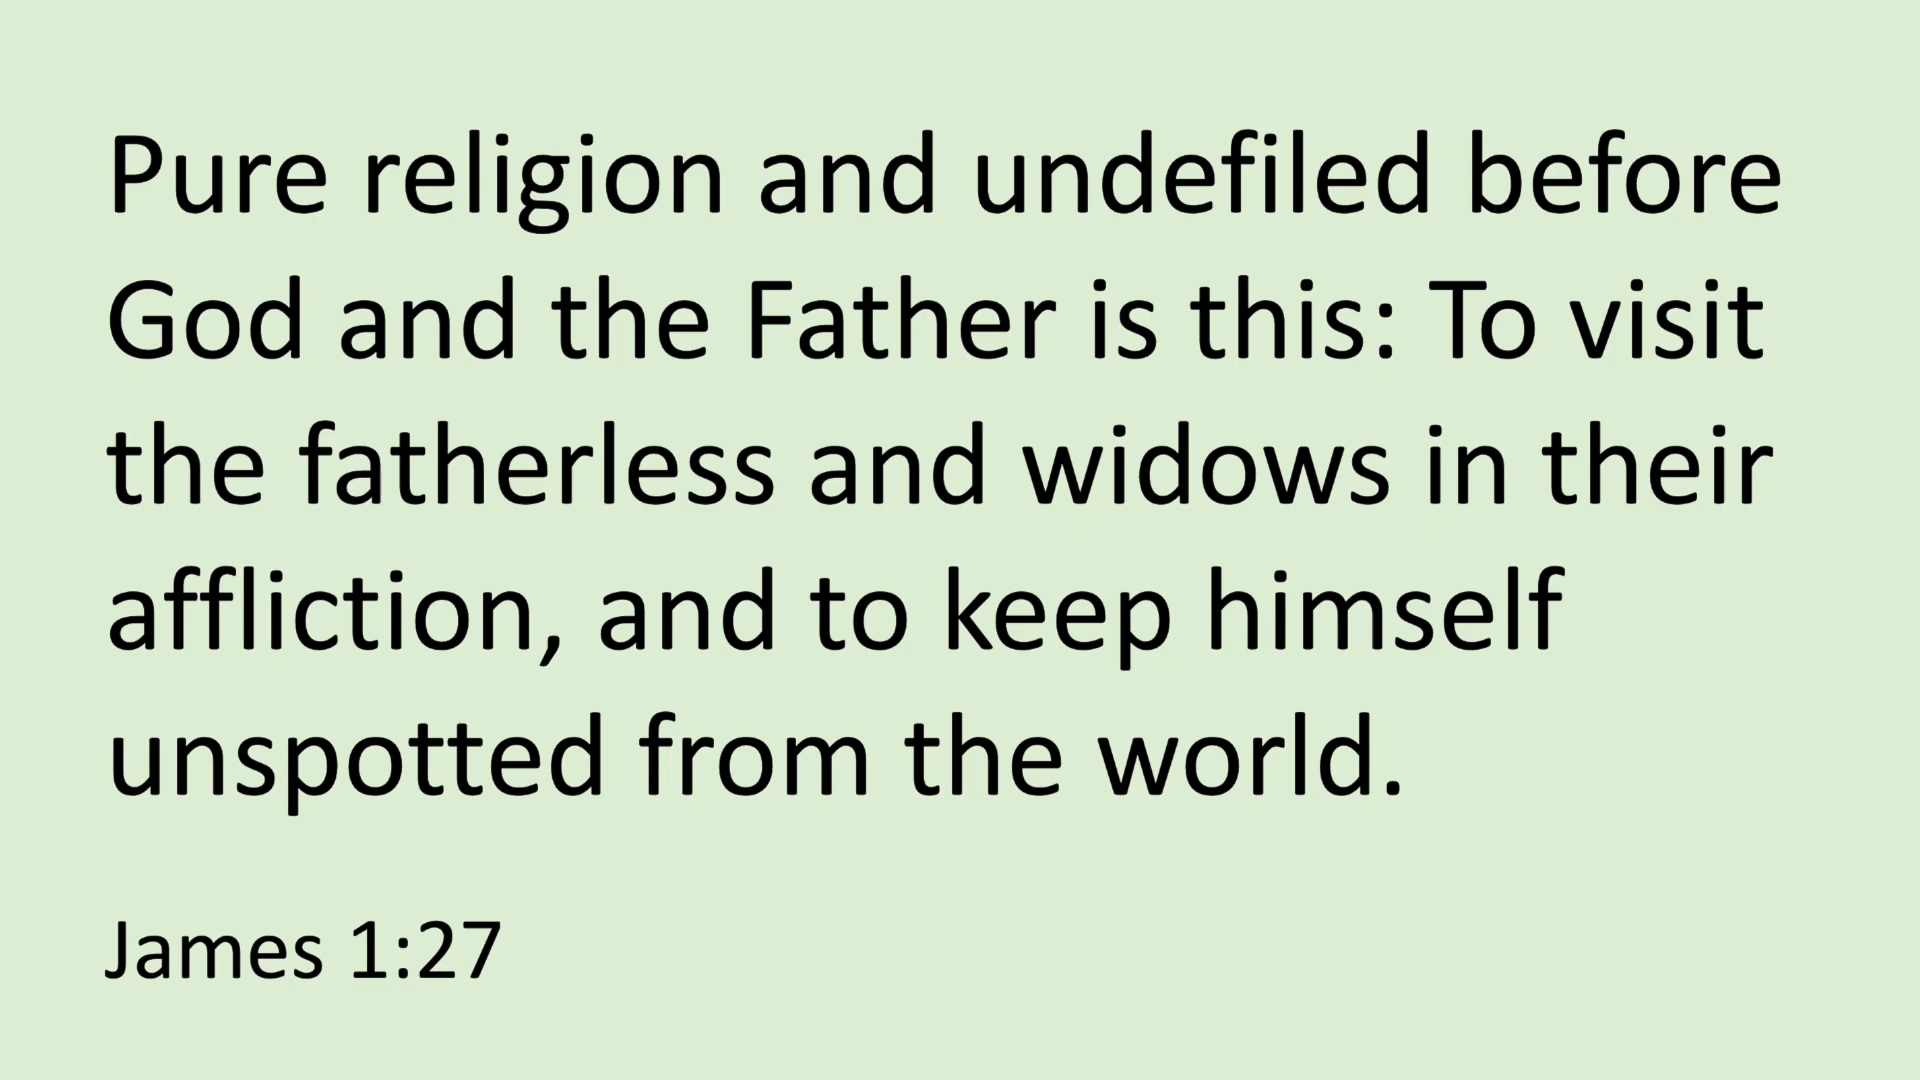 Pure religion and undefiled before
God and the Father is this: To visit
the fatherless and widows in their
affliction, and to keep himself
unspotted from the world.
James 1:27